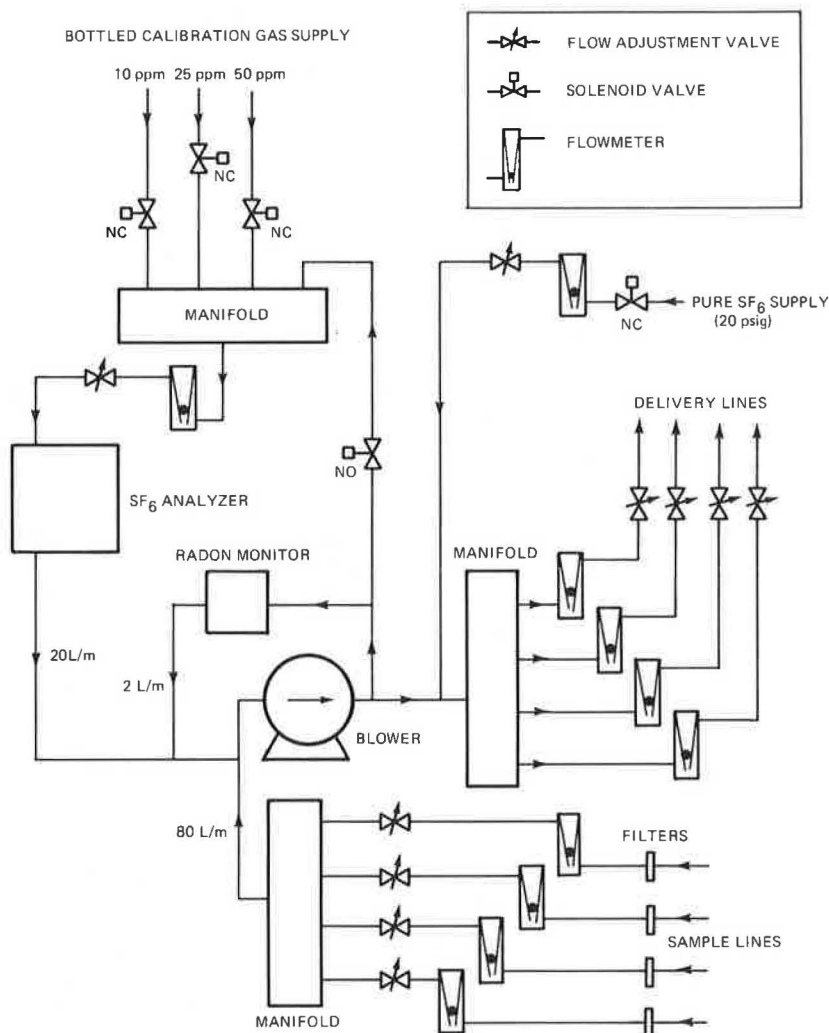 BOTTLED CALIBRATION GAS SUPPLY
10 ppm 25 ppm 50 ppm
FLOW ADJUSTMENT VALVE
SOLENOID VALVE
FLOWMETER
NC
NC
NC
MANIFOLD
PURE SF6 SUPPLY
(20 psig)
NC
DELIVERY LINES
NO
SF6 ANALYZER
RADON MONITOR
MANIFOLD
20L/m
2 L/m
BLOWER
80 L/m
FILTERS
SAMPLE LINES
MANIFOLD